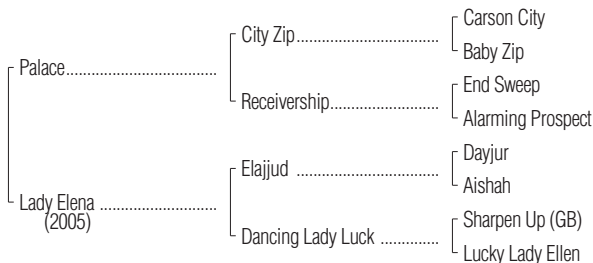 Carson City
City Zip
Baby Zip
Palace
End Sweep
Receivership
Alarming Prospect
Dayjur
Elajjud
Aishah
Lady Elena
(2005)
Sharpen Up (GB)
Dancing Lady Luck
Lucky Lady Ellen